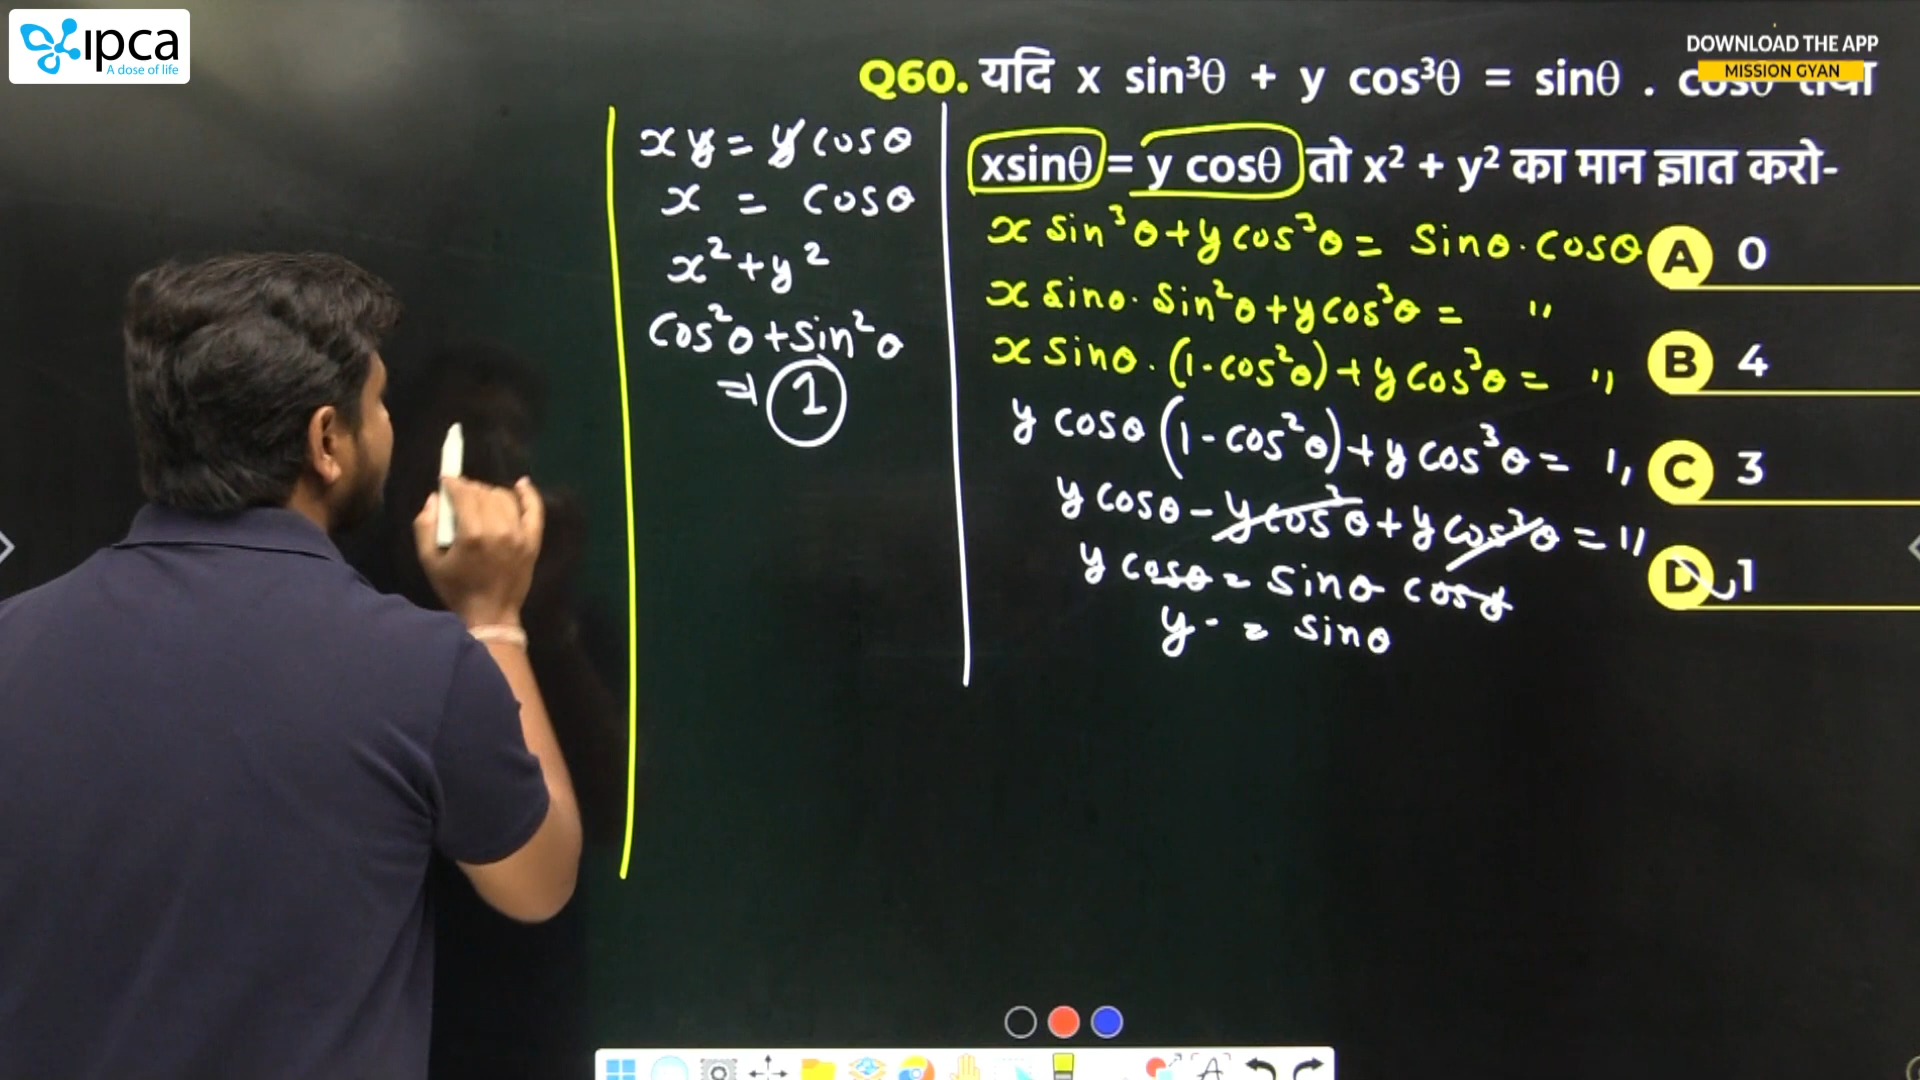 ipca
A dose of life
DOWNLOAD THE APP
MISSION GYAN
Q60. यदि x sin³θ + y cos³θ = sinθ . cosθ तथा
xsinθ = y cosθ तो x² + y² का मान ज्ञात करो-
A 0
B 4
C 3
D 1
x sin³θ + y cos³θ = sinθ · cosθ
x sinθ · sin²θ + y cos³θ = "
x sinθ · (1 - cos²θ) + y cos³θ = "
y cosθ (1 - cos²θ) + y cos³θ = "
y cosθ - y cos³θ + y cos³θ = "
y cosθ = sinθ cosθ
y = sinθ
xy = y cosθ
x = cosθ
x² + y²
cos²θ + sin²θ
⇒ 1